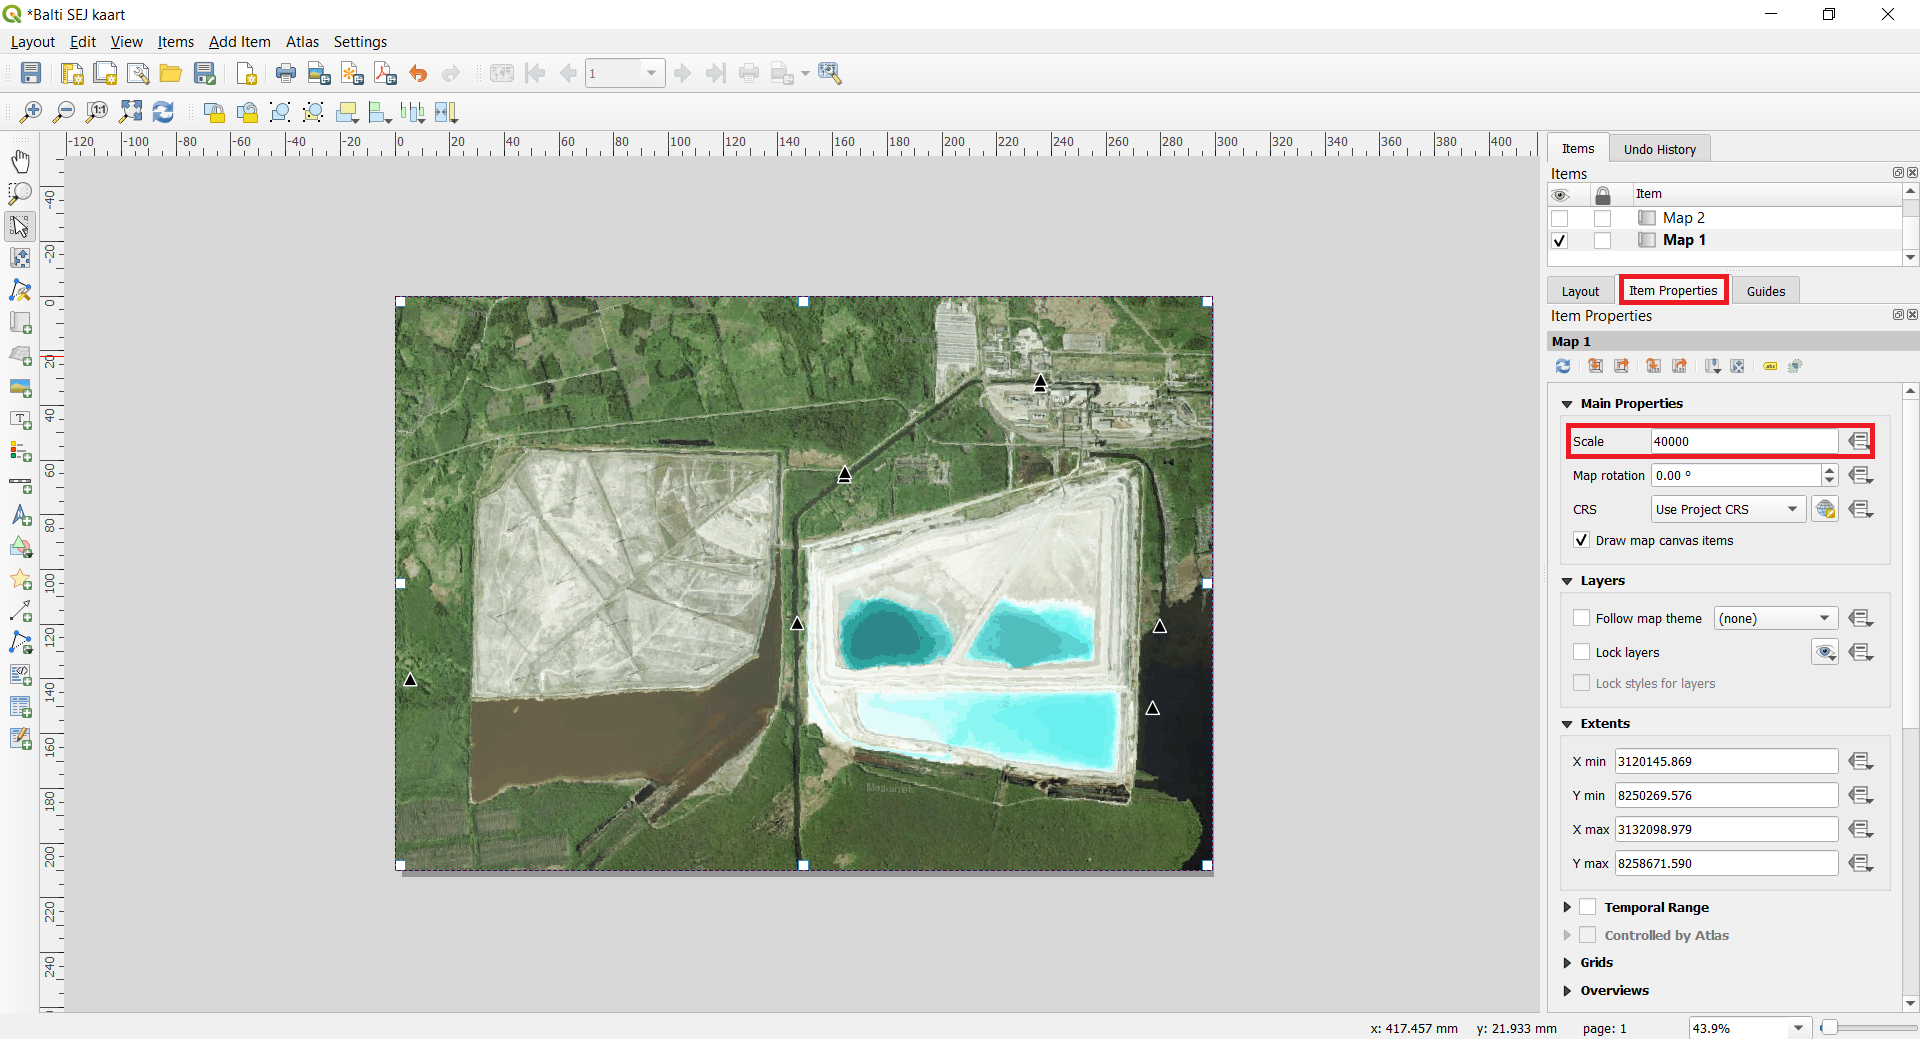 *Balti SEJ kaart
Layout Edit View Items Add Item Atlas Settings
1
1:1
-120 -100 -80 -60 -40 -20 0 20 40 60 80 100 120 140 160 180 200 220 240 260 280 300 320 340 360 380 400
-40
-20
0
20
40
60
80
100
120
140
160
180
200
220
240
Items Undo History
Items
Item
Map 2
Map 1
Layout Item Properties Guides
Item Properties
Map 1
abc
Main Properties
Scale 40000
Map rotation 0.00 °
CRS Use Project CRS
Draw map canvas items
Layers
Follow map theme (none)
Lock layers
Lock styles for layers
Extents
X min 3120145.869
Y min 8250269.576
X max 3132098.979
Y max 8258671.590
Temporal Range
Controlled by Atlas
Grids
Overviews
x: 417.457 mm y: 21.933 mm page: 1 43.9%